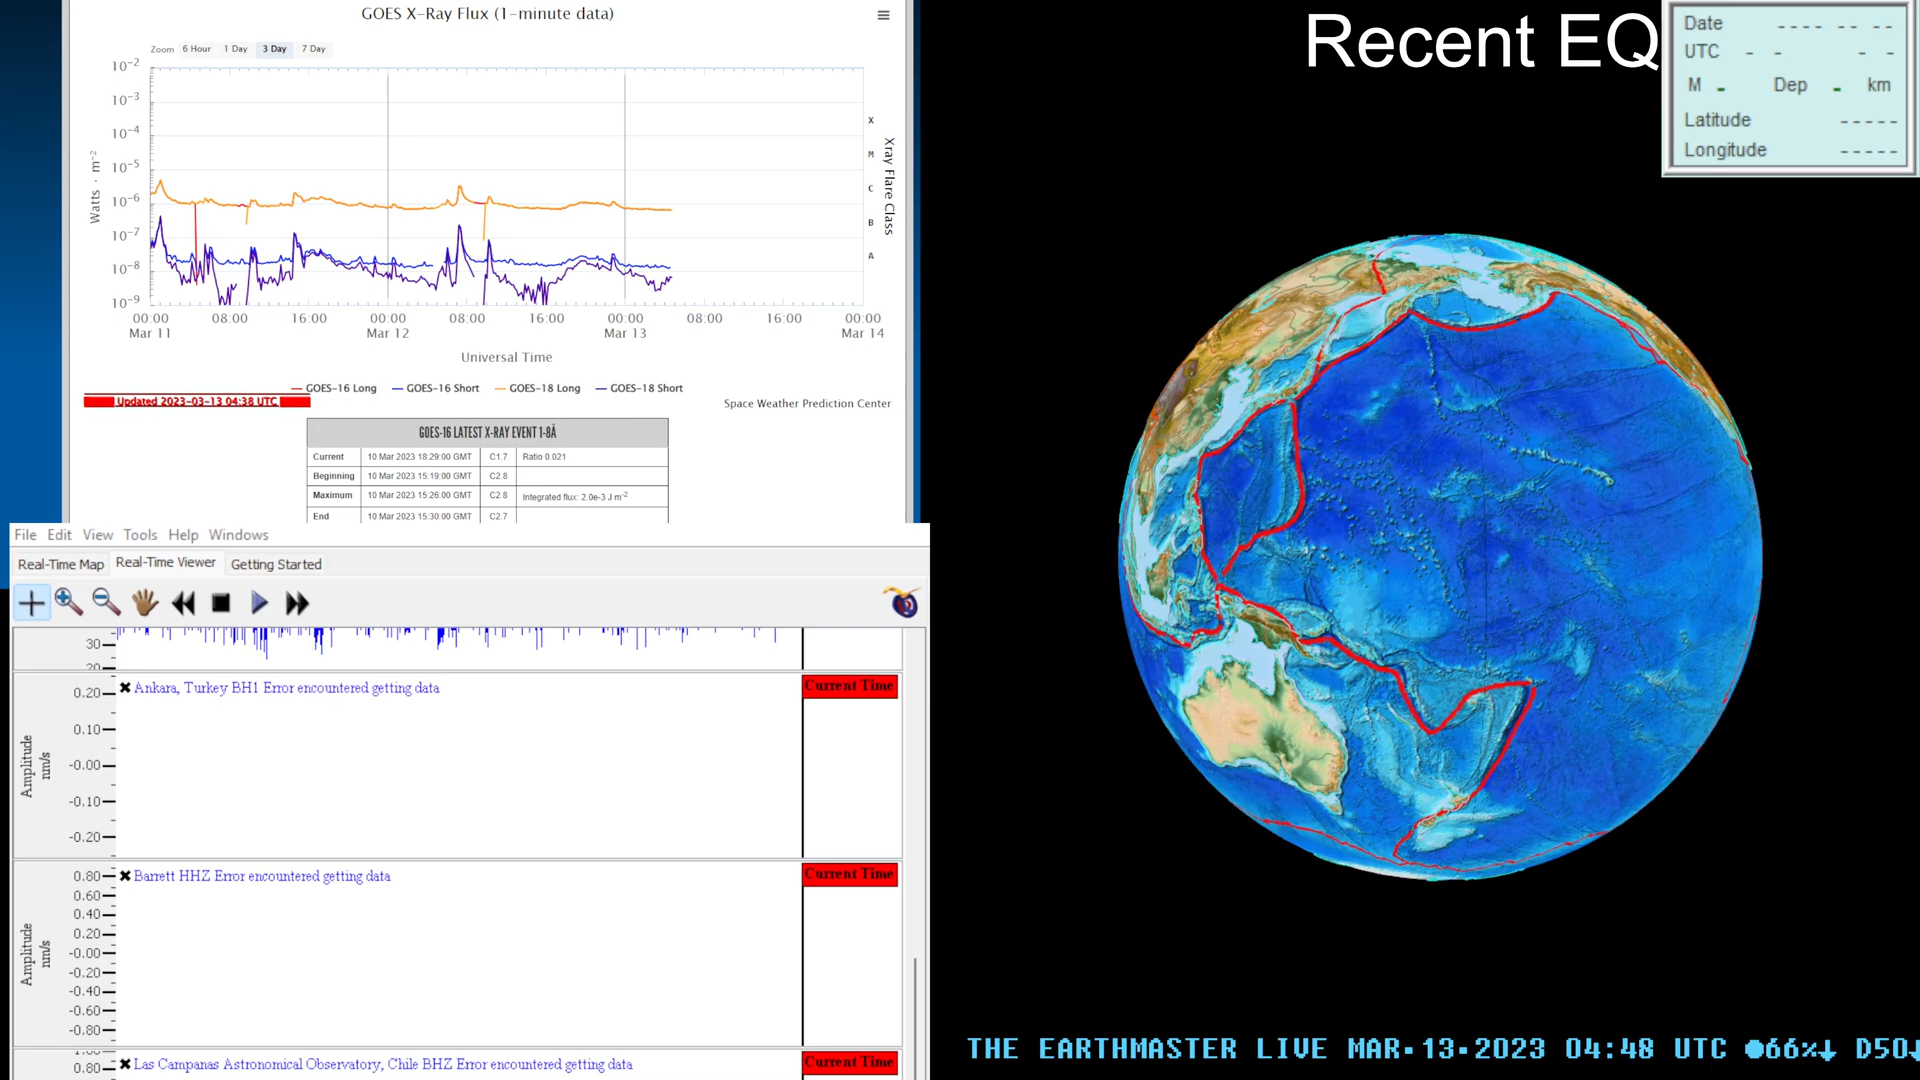 GOES X-Ray Flux (1-minute data)
Zoom 6 Hour 1 Day 3 Day 7 Day
10-2
10-3
10-4
10-5
10-6
10-7
10-8
10-9
Watts · m-2
X
M
C
B
A
Xray Flare Class
00:00 08:00 16:00 00:00 08:00 16:00 00:00 08:00 16:00 00:00
Mar 11 Mar 12 Mar 13 Mar 14
Universal Time
GOES-16 Long GOES-16 Short GOES-18 Long GOES-18 Short
Updated 2023-03-13 04:38 UTC
Space Weather Prediction Center
GOES-16 LATEST X-RAY EVENT 1-8Å
Current 10 Mar 2023 18:29:00 GMT C1.7 Ratio 0.021
Beginning 10 Mar 2023 15:19:00 GMT C2.8
Maximum 10 Mar 2023 15:26:00 GMT C2.8 Integrated flux: 2.0e-3 J m-2
End 10 Mar 2023 15:30:00 GMT C2.7
File Edit View Tools Help Windows
Real-Time Map Real-Time Viewer Getting Started
30
20
Ankara, Turkey BH1 Error encountered getting data
Current Time
0.20
0.10
-0.00
-0.10
-0.20
Amplitude
nm/s
Barrett HHZ Error encountered getting data
Current Time
0.80
0.60
0.40
0.20
-0.00
-0.20
-0.40
-0.60
-0.80
Amplitude
nm/s
Las Campanas Astronomical Observatory, Chile BHZ Error encountered getting data
Current Time
0.80
Recent EQ
Date ---- -- --
UTC - - - -
M - Dep - km
Latitude -----
Longitude -----
THE EARTHMASTER LIVE MAR.13.2023 04:48 UTC ●66%↓ D50↓